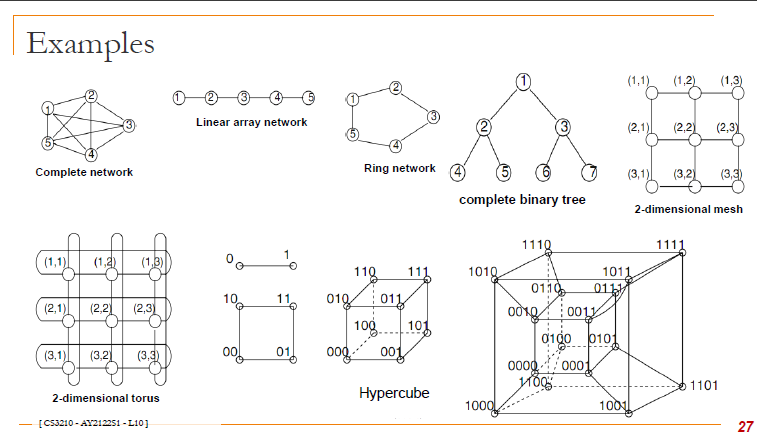 Examples
1
2
3
4
5
Complete network
1 2 3 4 5
Linear array network
1
2
3
4
5
Ring network
1
2 3
4 5 6 7
complete binary tree
(1,1) (1,2) (1,3)
(2,1) (2,2) (2,3)
(3,1) (3,2) (3,3)
2-dimensional mesh
(1,1) (1,2) (1,3)
(2,1) (2,2) (2,3)
(3,1) (3,2) (3,3)
2-dimensional torus
0 1
10 11
00 01
110 111
010 011
100 101
000 001
Hypercube
1110 1111
1010 1011
0110 0111
0010 0011
0100 0101
0000 0001
1100 1101
1000 1001
[ CS3210 - AY2122S1 - L10 ]
27